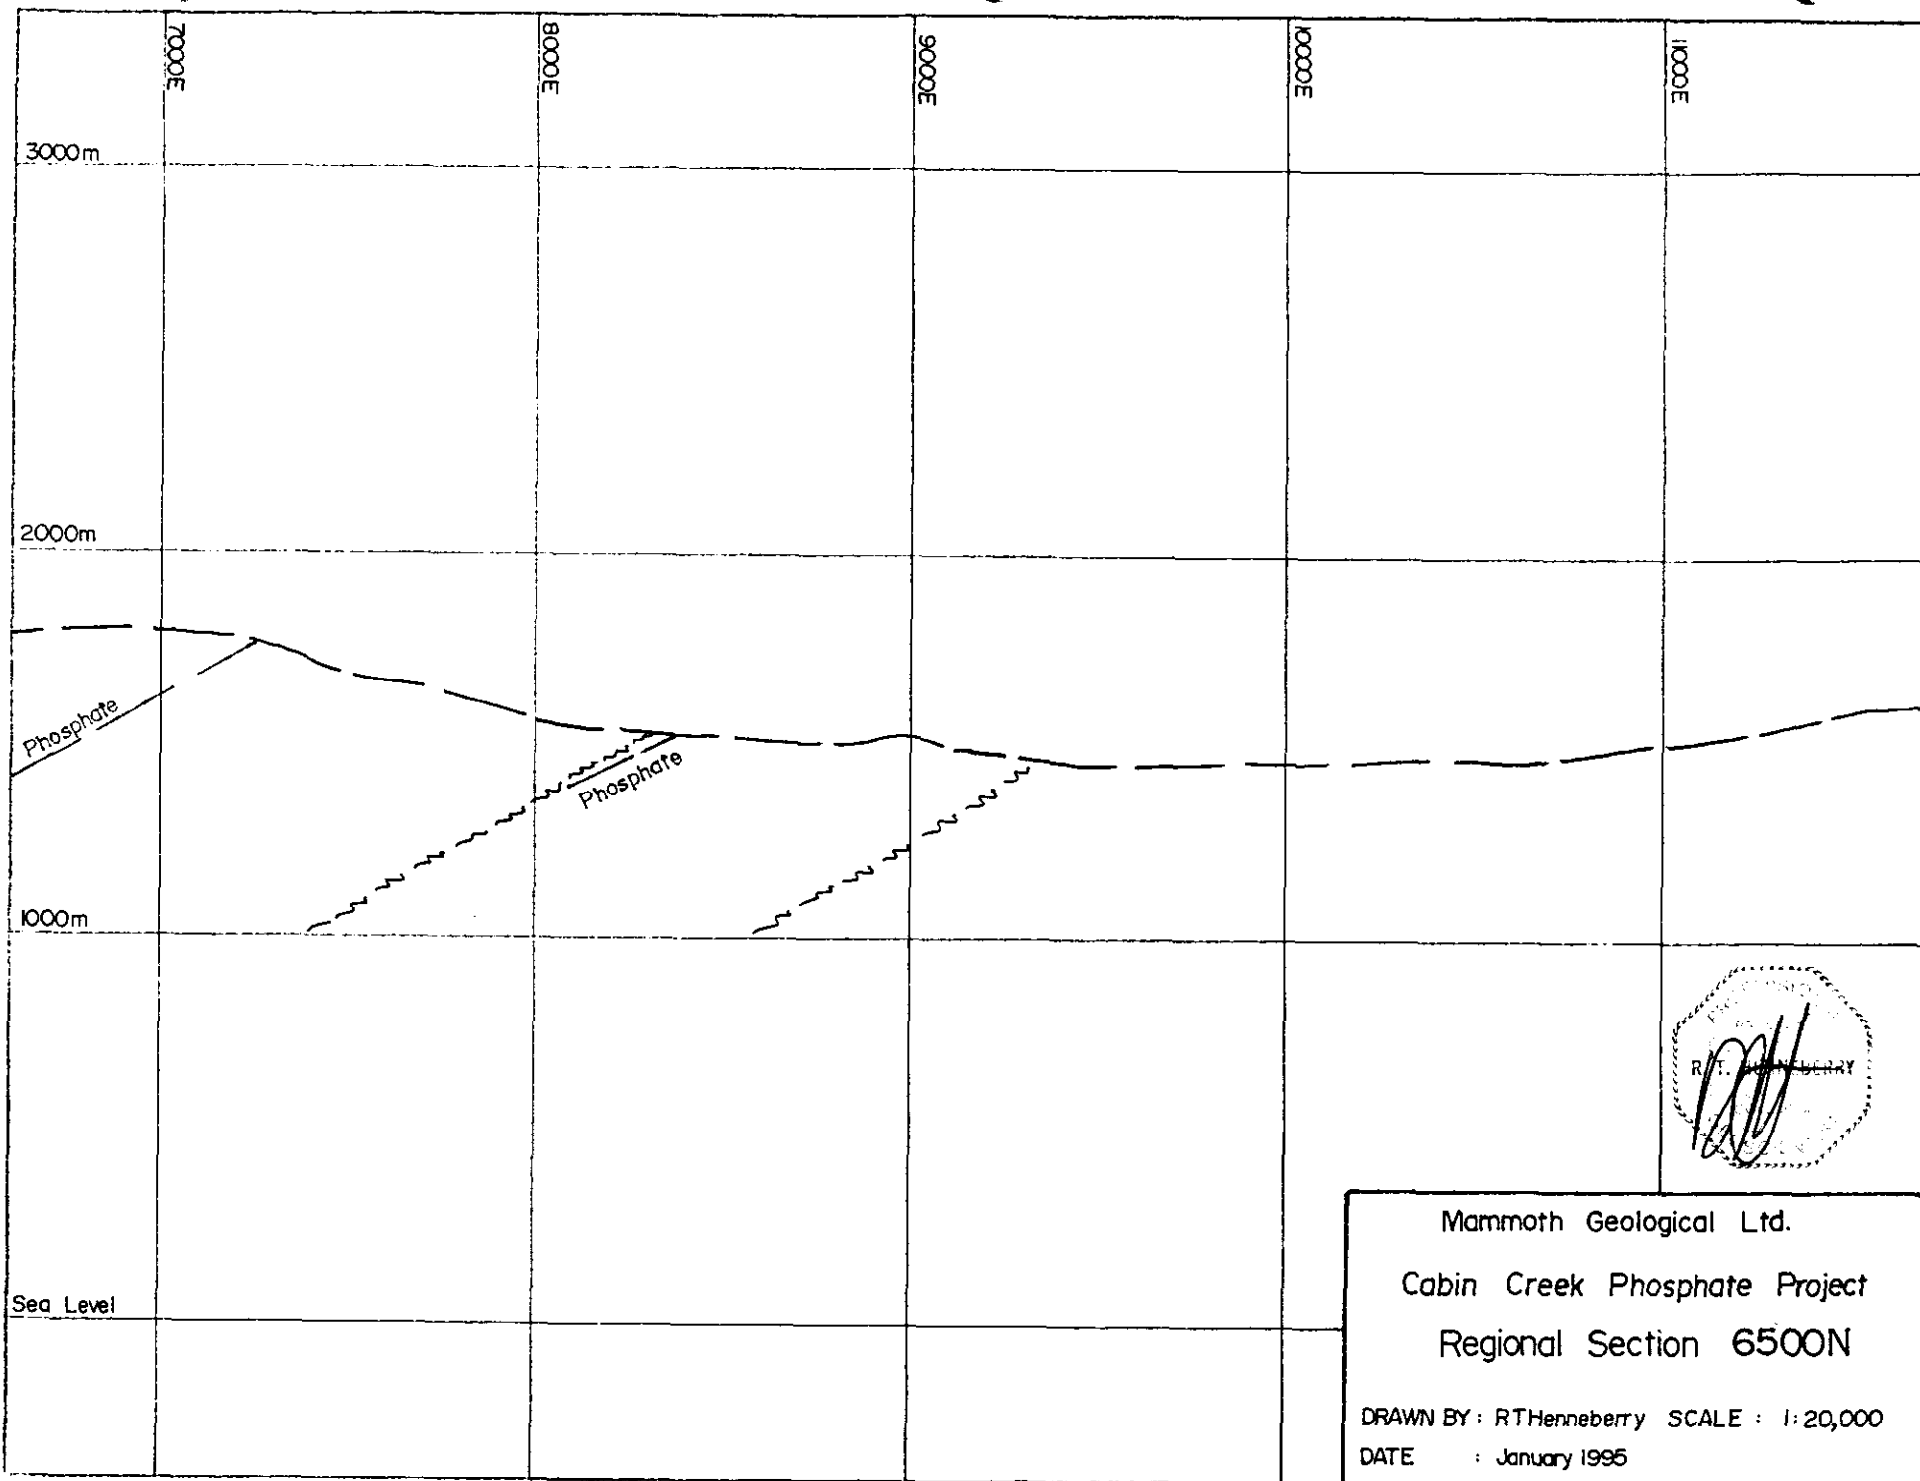 7000E
8000E
9000E
10000E
11000E
3000m
2000m
Phosphate
Phosphate
1000m
Sea Level
R. T. HENNEBERRY
Mammoth Geological Ltd.
Cabin Creek Phosphate Project
Regional Section 6500N
DRAWN BY : RTHenneberry SCALE : 1:20,000
DATE : January 1995